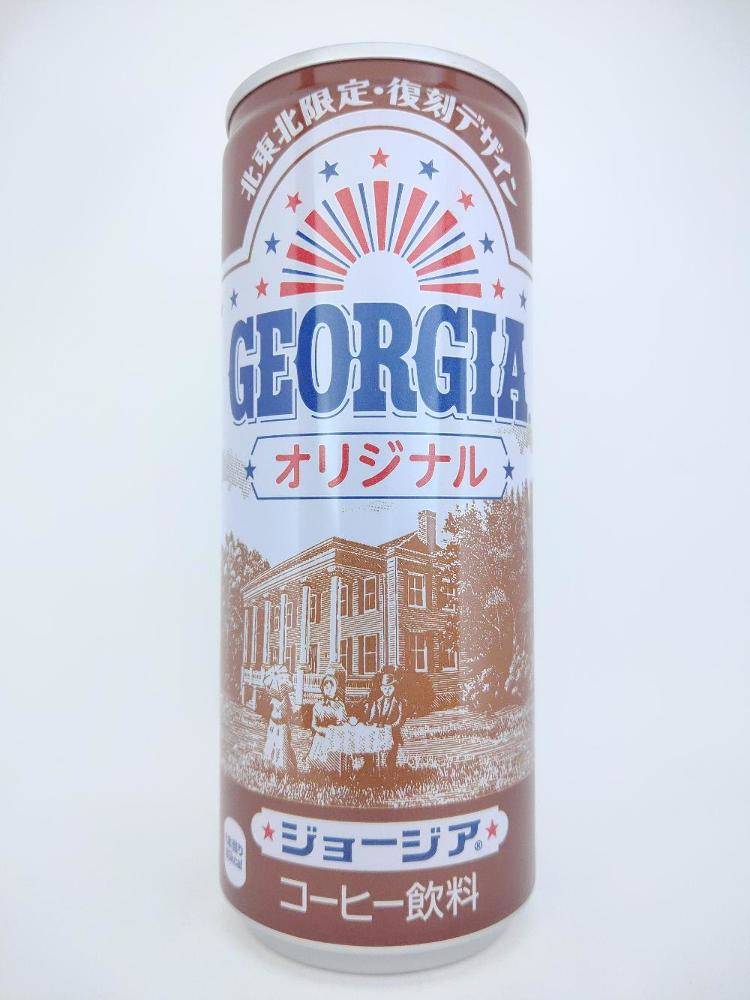 北東北限定・復刻デザイン
GEORGIA
オリジナル
ジョージア®
コーヒー飲料